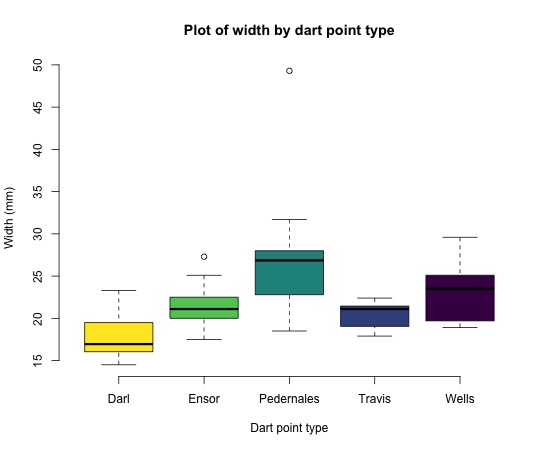 Plot of width by dart point type
Width (mm)
50
45
40
35
30
25
20
15
Darl Ensor Pedernales Travis Wells
Dart point type